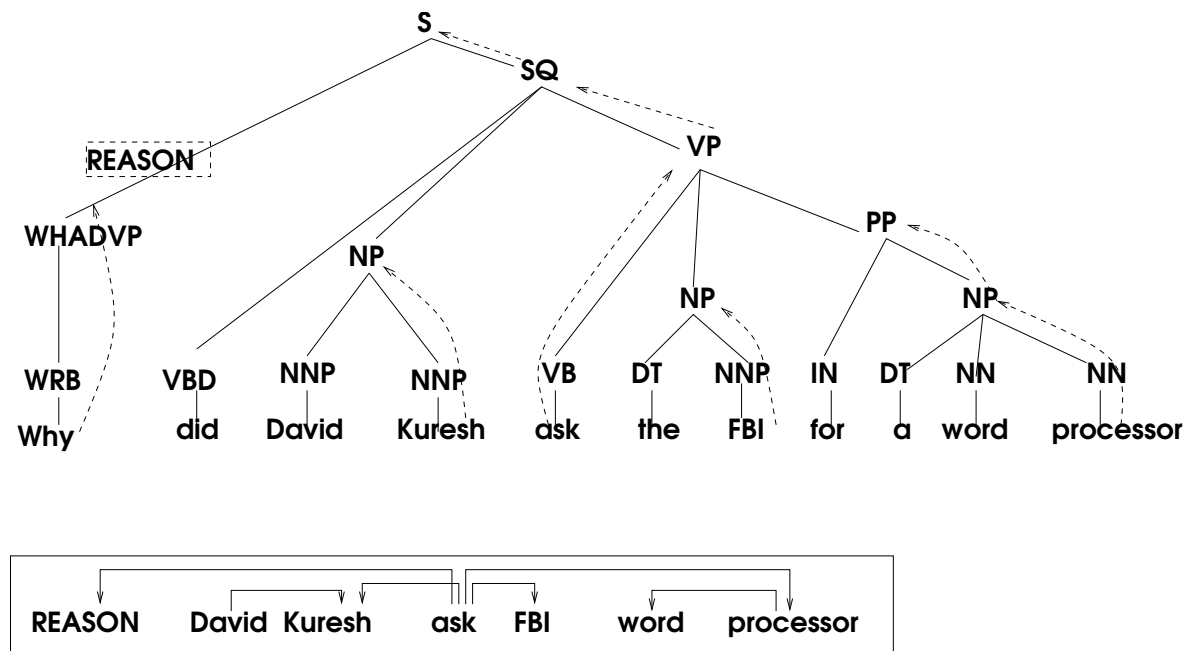 S
SQ
VP
REASON
PP
WHADVP
NP
NP NP
WRB VBD NNP NNP VB DT NNP IN DT NN NN
Why did David Kuresh ask the FBI for a word processor
REASON David Kuresh ask FBI word processor